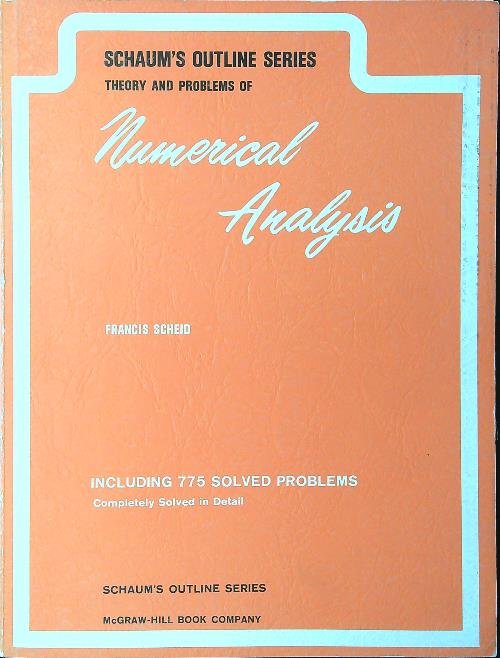 SCHAUM'S OUTLINE SERIES
THEORY AND PROBLEMS OF
Numerical
Analysis
FRANCIS SCHEID
INCLUDING 775 SOLVED PROBLEMS
Completely Solved in Detail
SCHAUM'S OUTLINE SERIES
McGRAW-HILL BOOK COMPANY